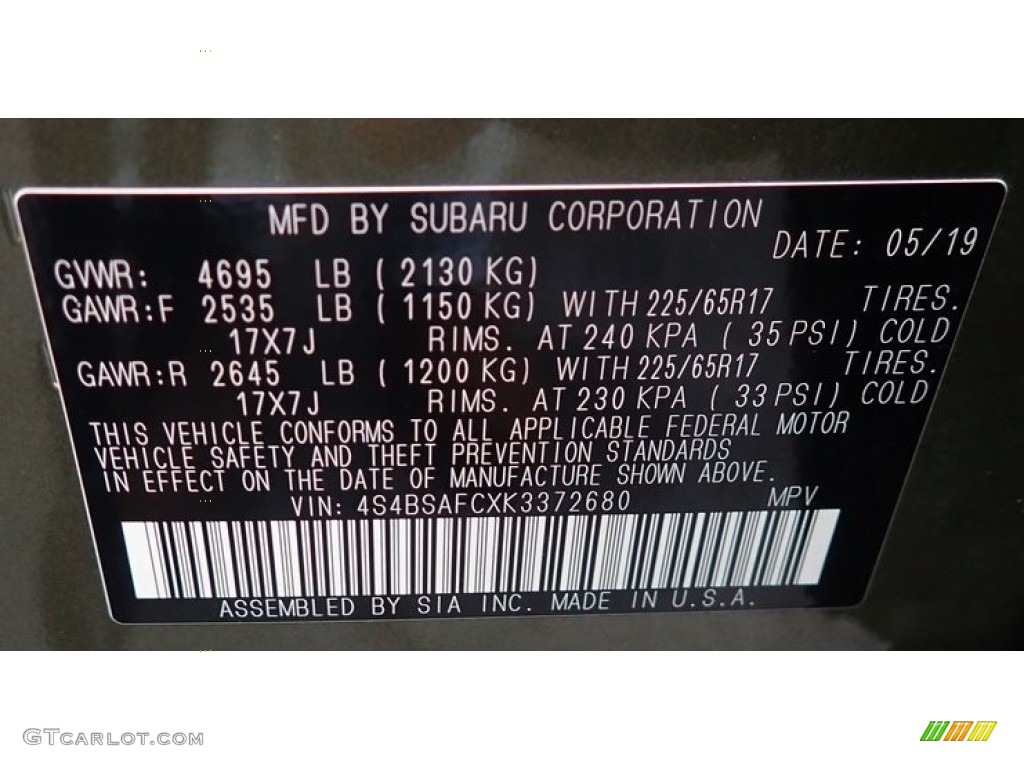 MFD BY SUBARU CORPORATION
DATE: 05/19
GVWR: 4695 LB ( 2130 KG)
GAWR:F 2535 LB ( 1150 KG) WITH 225/65R17 TIRES.
17X7J RIMS. AT 240 KPA ( 35 PSI) COLD
GAWR:R 2645 LB ( 1200 KG) WITH 225/65R17 TIRES.
17X7J RIMS. AT 230 KPA ( 33 PSI) COLD
THIS VEHICLE CONFORMS TO ALL APPLICABLE FEDERAL MOTOR
VEHICLE SAFETY AND THEFT PREVENTION STANDARDS
IN EFFECT ON THE DATE OF MANUFACTURE SHOWN ABOVE.
VIN: 4S4BSAFCXK3372680 MPV
ASSEMBLED BY SIA INC. MADE IN U.S.A.
GTCARLOT.COM